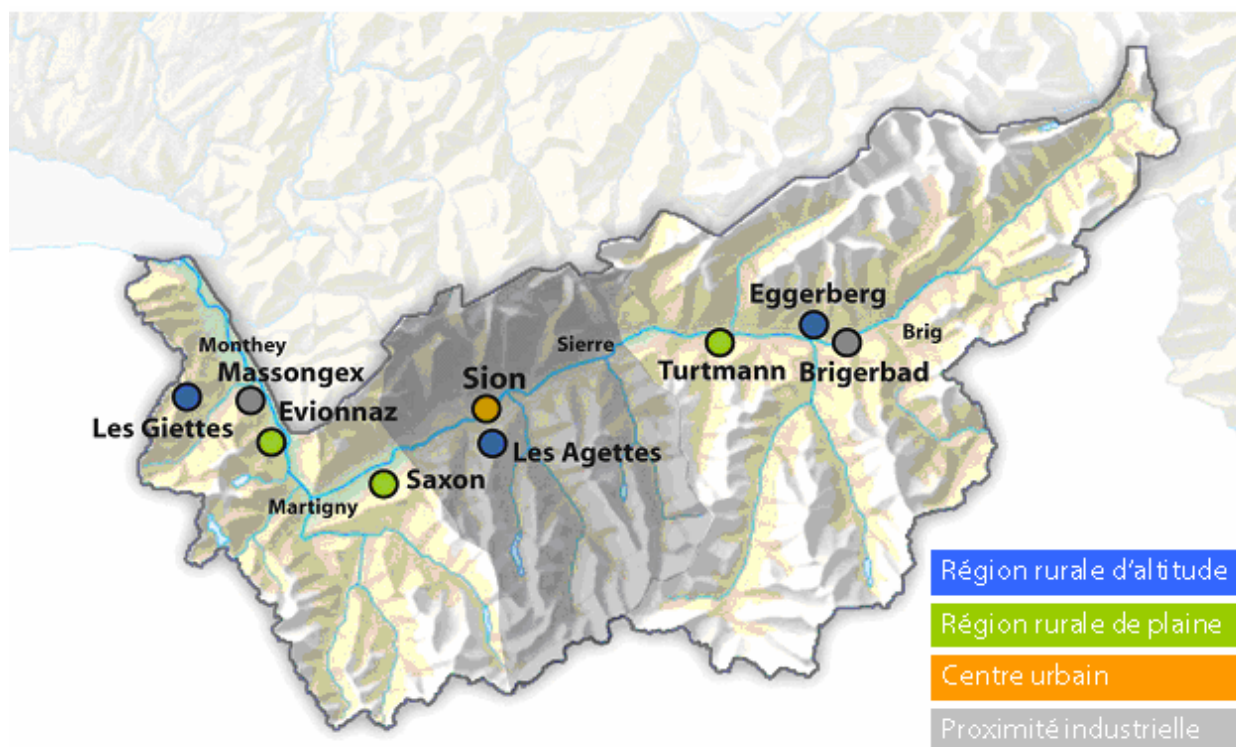 Eggerberg
Brig
Monthey
Sierre
Massongex
Turtmann
Brigerbad
Sion
Evionnaz
Les Giettes
Les Agettes
Saxon
Martigny
Région rurale d'altitude
Région rurale de plaine
Centre urbain
Proximité industrielle